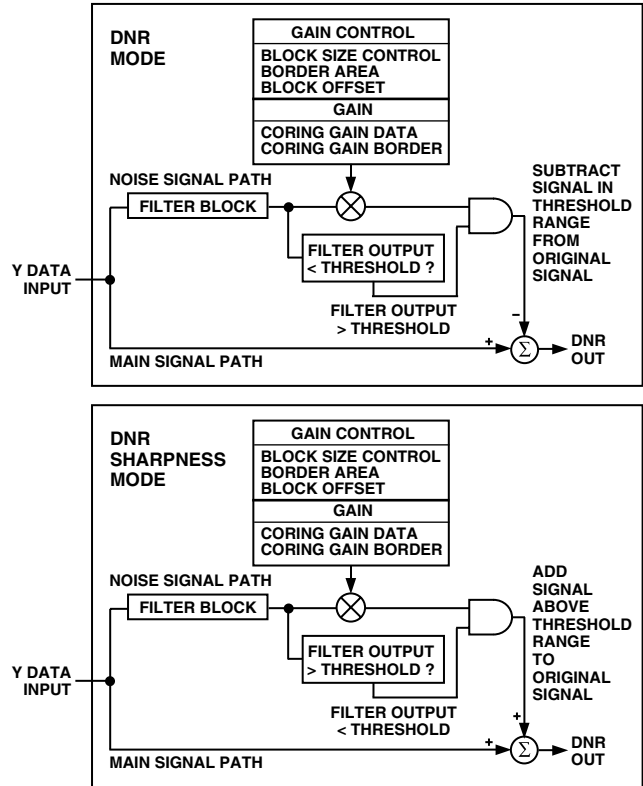 DNR
MODE
GAIN CONTROL
BLOCK SIZE CONTROL
BORDER AREA
BLOCK OFFSET
GAIN
CORING GAIN DATA
CORING GAIN BORDER
NOISE SIGNAL PATH
FILTER BLOCK
SUBTRACT
SIGNAL IN
THRESHOLD
RANGE
FROM
ORIGINAL
SIGNAL
FILTER OUTPUT
< THRESHOLD ?
Y DATA
INPUT
FILTER OUTPUT
> THRESHOLD
–
+
Σ
DNR
OUT
MAIN SIGNAL PATH
DNR
SHARPNESS
MODE
GAIN CONTROL
BLOCK SIZE CONTROL
BORDER AREA
BLOCK OFFSET
GAIN
CORING GAIN DATA
CORING GAIN BORDER
NOISE SIGNAL PATH
FILTER BLOCK
ADD
SIGNAL
ABOVE
THRESHOLD
RANGE
TO
ORIGINAL
SIGNAL
FILTER OUTPUT
> THRESHOLD ?
Y DATA
INPUT
FILTER OUTPUT
< THRESHOLD
+
+
Σ
DNR
OUT
MAIN SIGNAL PATH